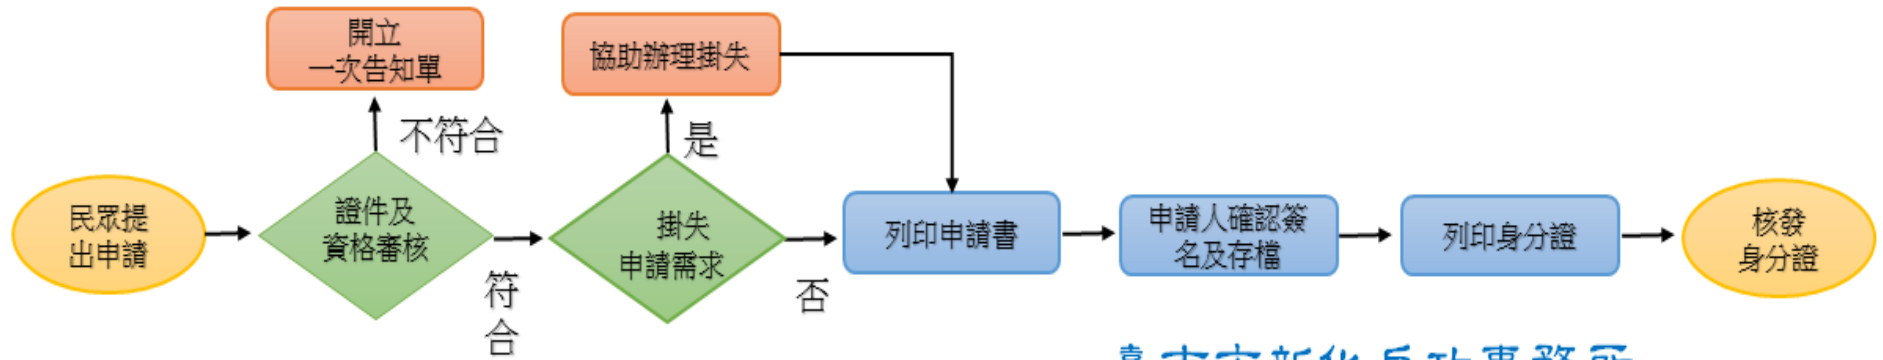 開立
一次告知單
協助辦理掛失
不符合
是
民眾提
出申請
證件及
資格審核
符
合
掛失
申請需求
否
列印申請書
申請人確認簽
名及存檔
列印身分證
核發
身分證